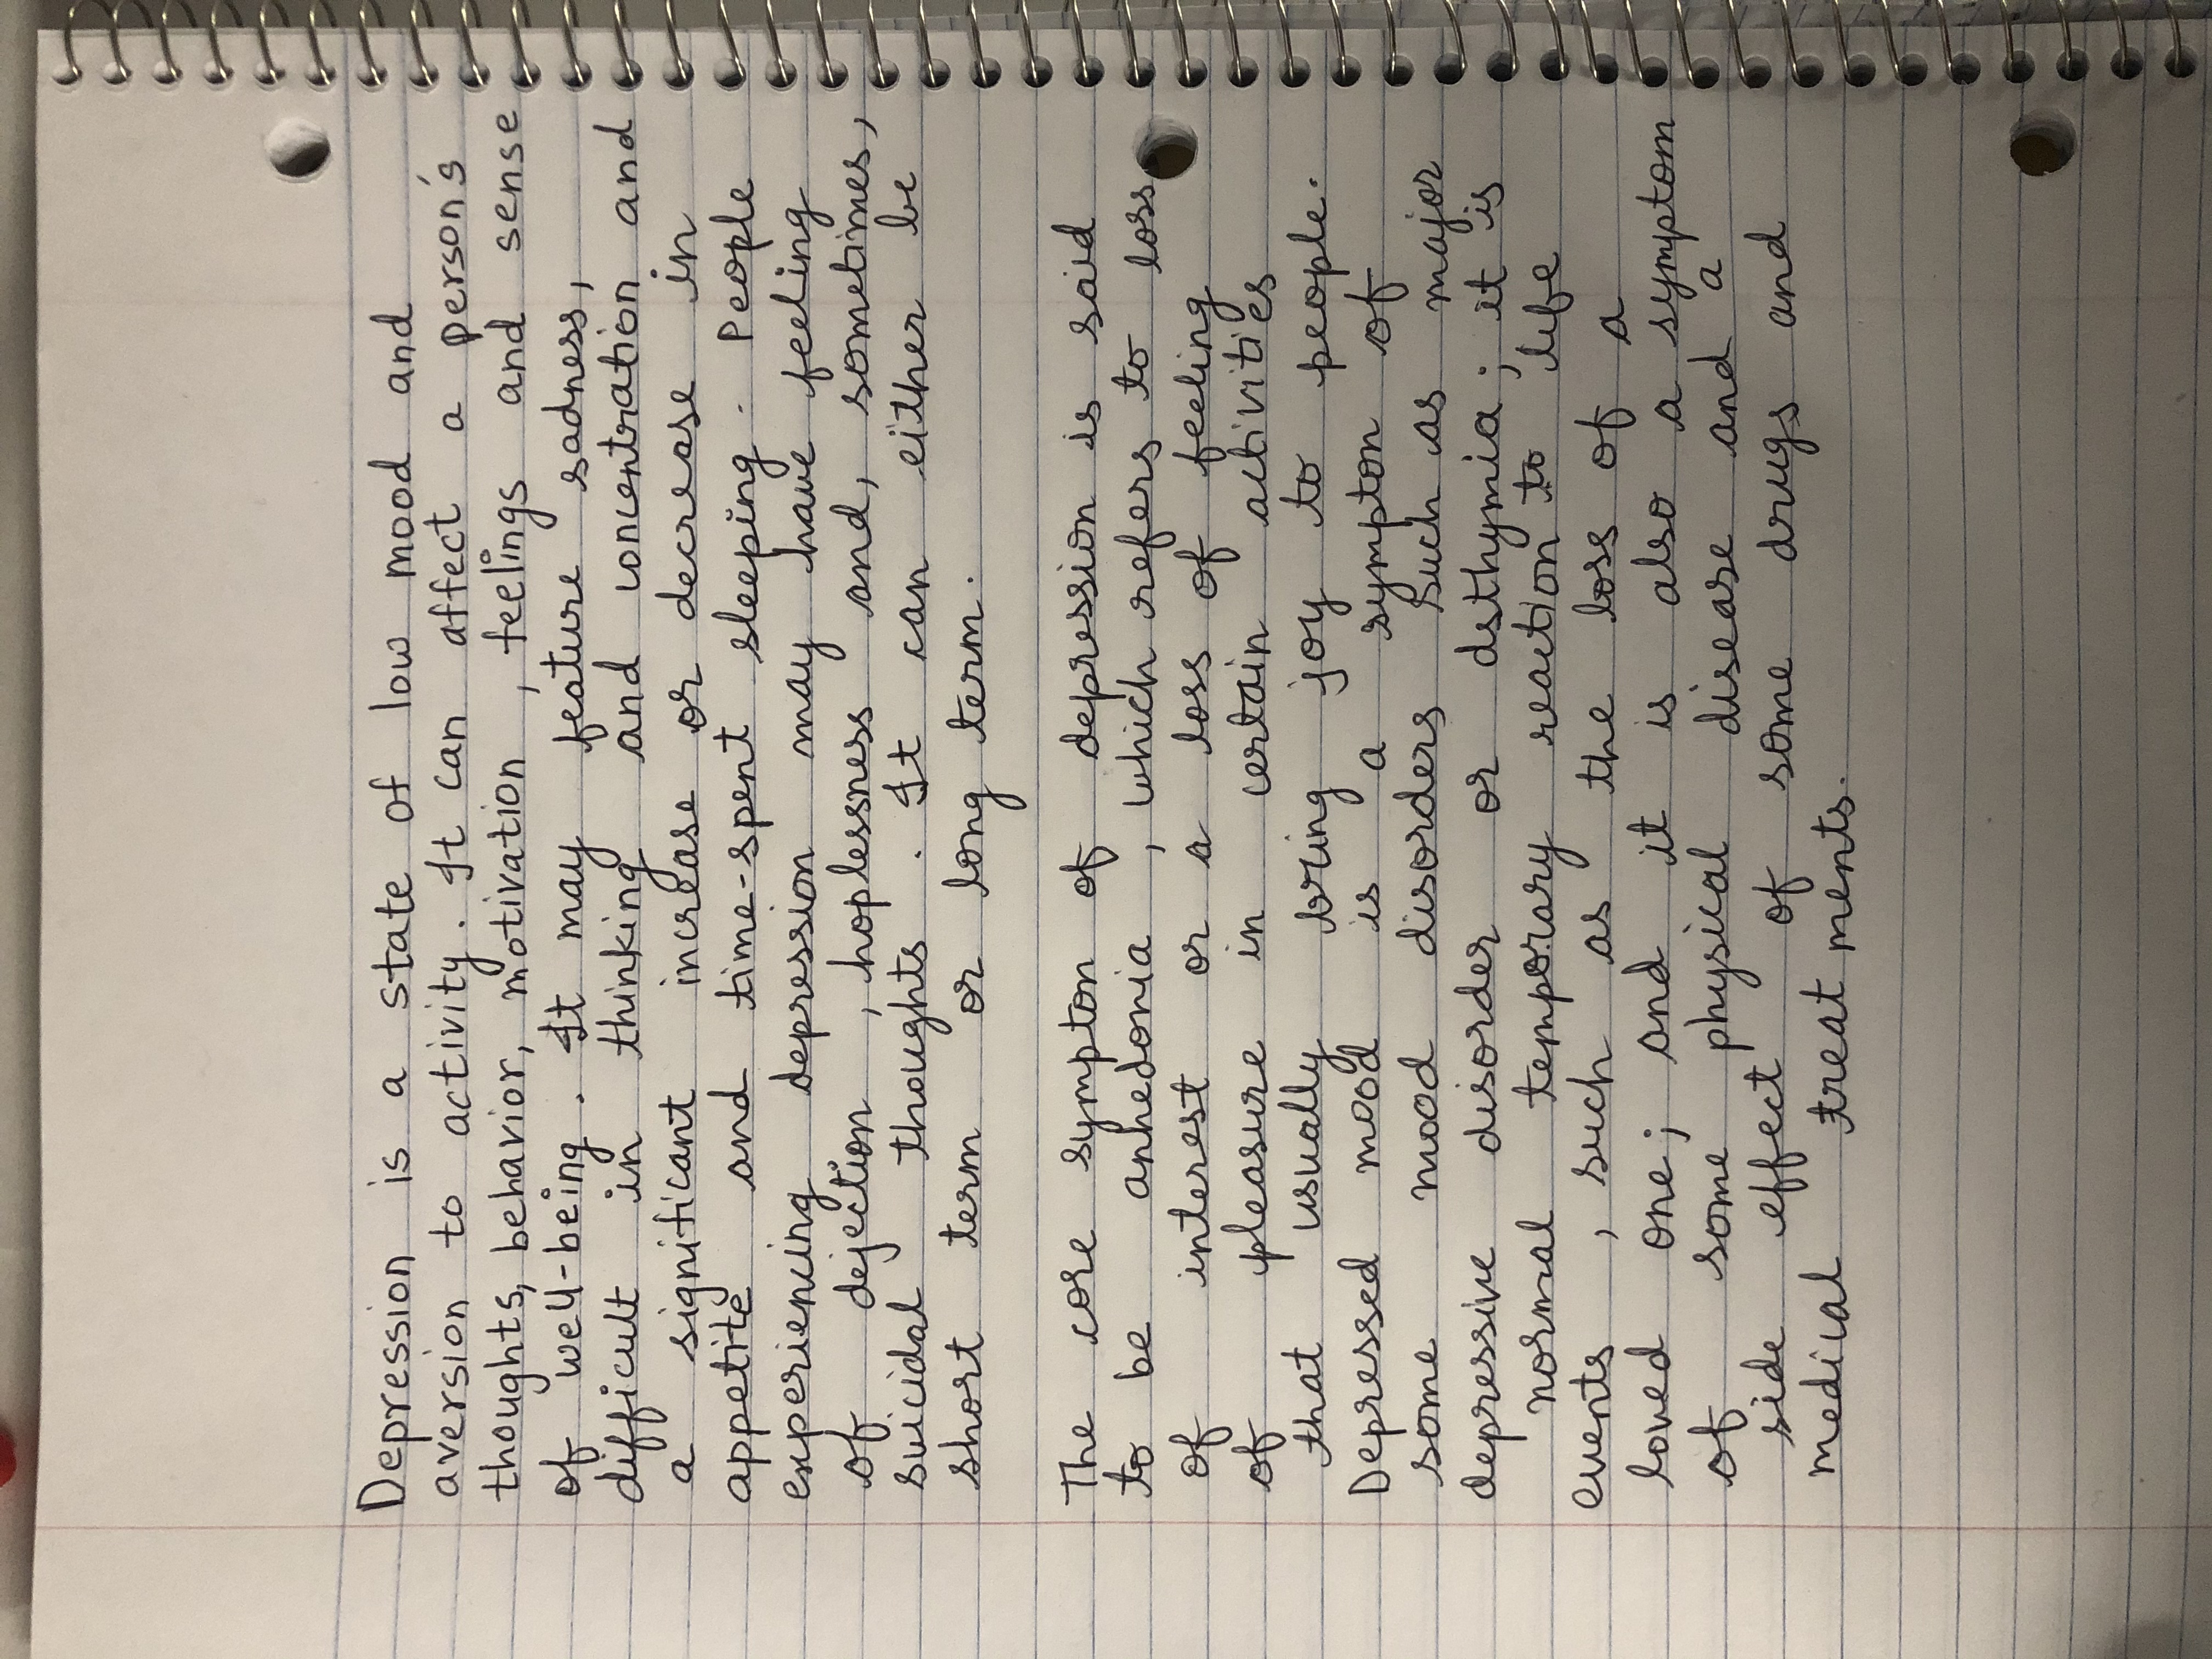 Depression is a state of low mood and
aversion to activity. It can affect a person's
thoughts, behavior, motivation , feelings and sense
of well-being. It may feature sadness,
difficult in thinking and concentration and
a significant increase or decrease in
appetite and time-spent sleeping. People
experiencing depression may have feeling
of dejection , hoplessness and, sometimes,
suicidal thoughts . It can either be
short term or long term.
The core sympton of depression is said
to be anhedonia , which refers to loss
of interest or a loss of feeling
of pleasure in certain activities
that usually bring joy to people.
Depressed mood is a sympton of
some mood disorders such as major
depressive disorder or dsthymia; it is
normal temporary reaction to life
events , such as the loss of a
loved one; and it is also a symptom
of some physical disease and a
side effect of some drugs and
medical treat ments.